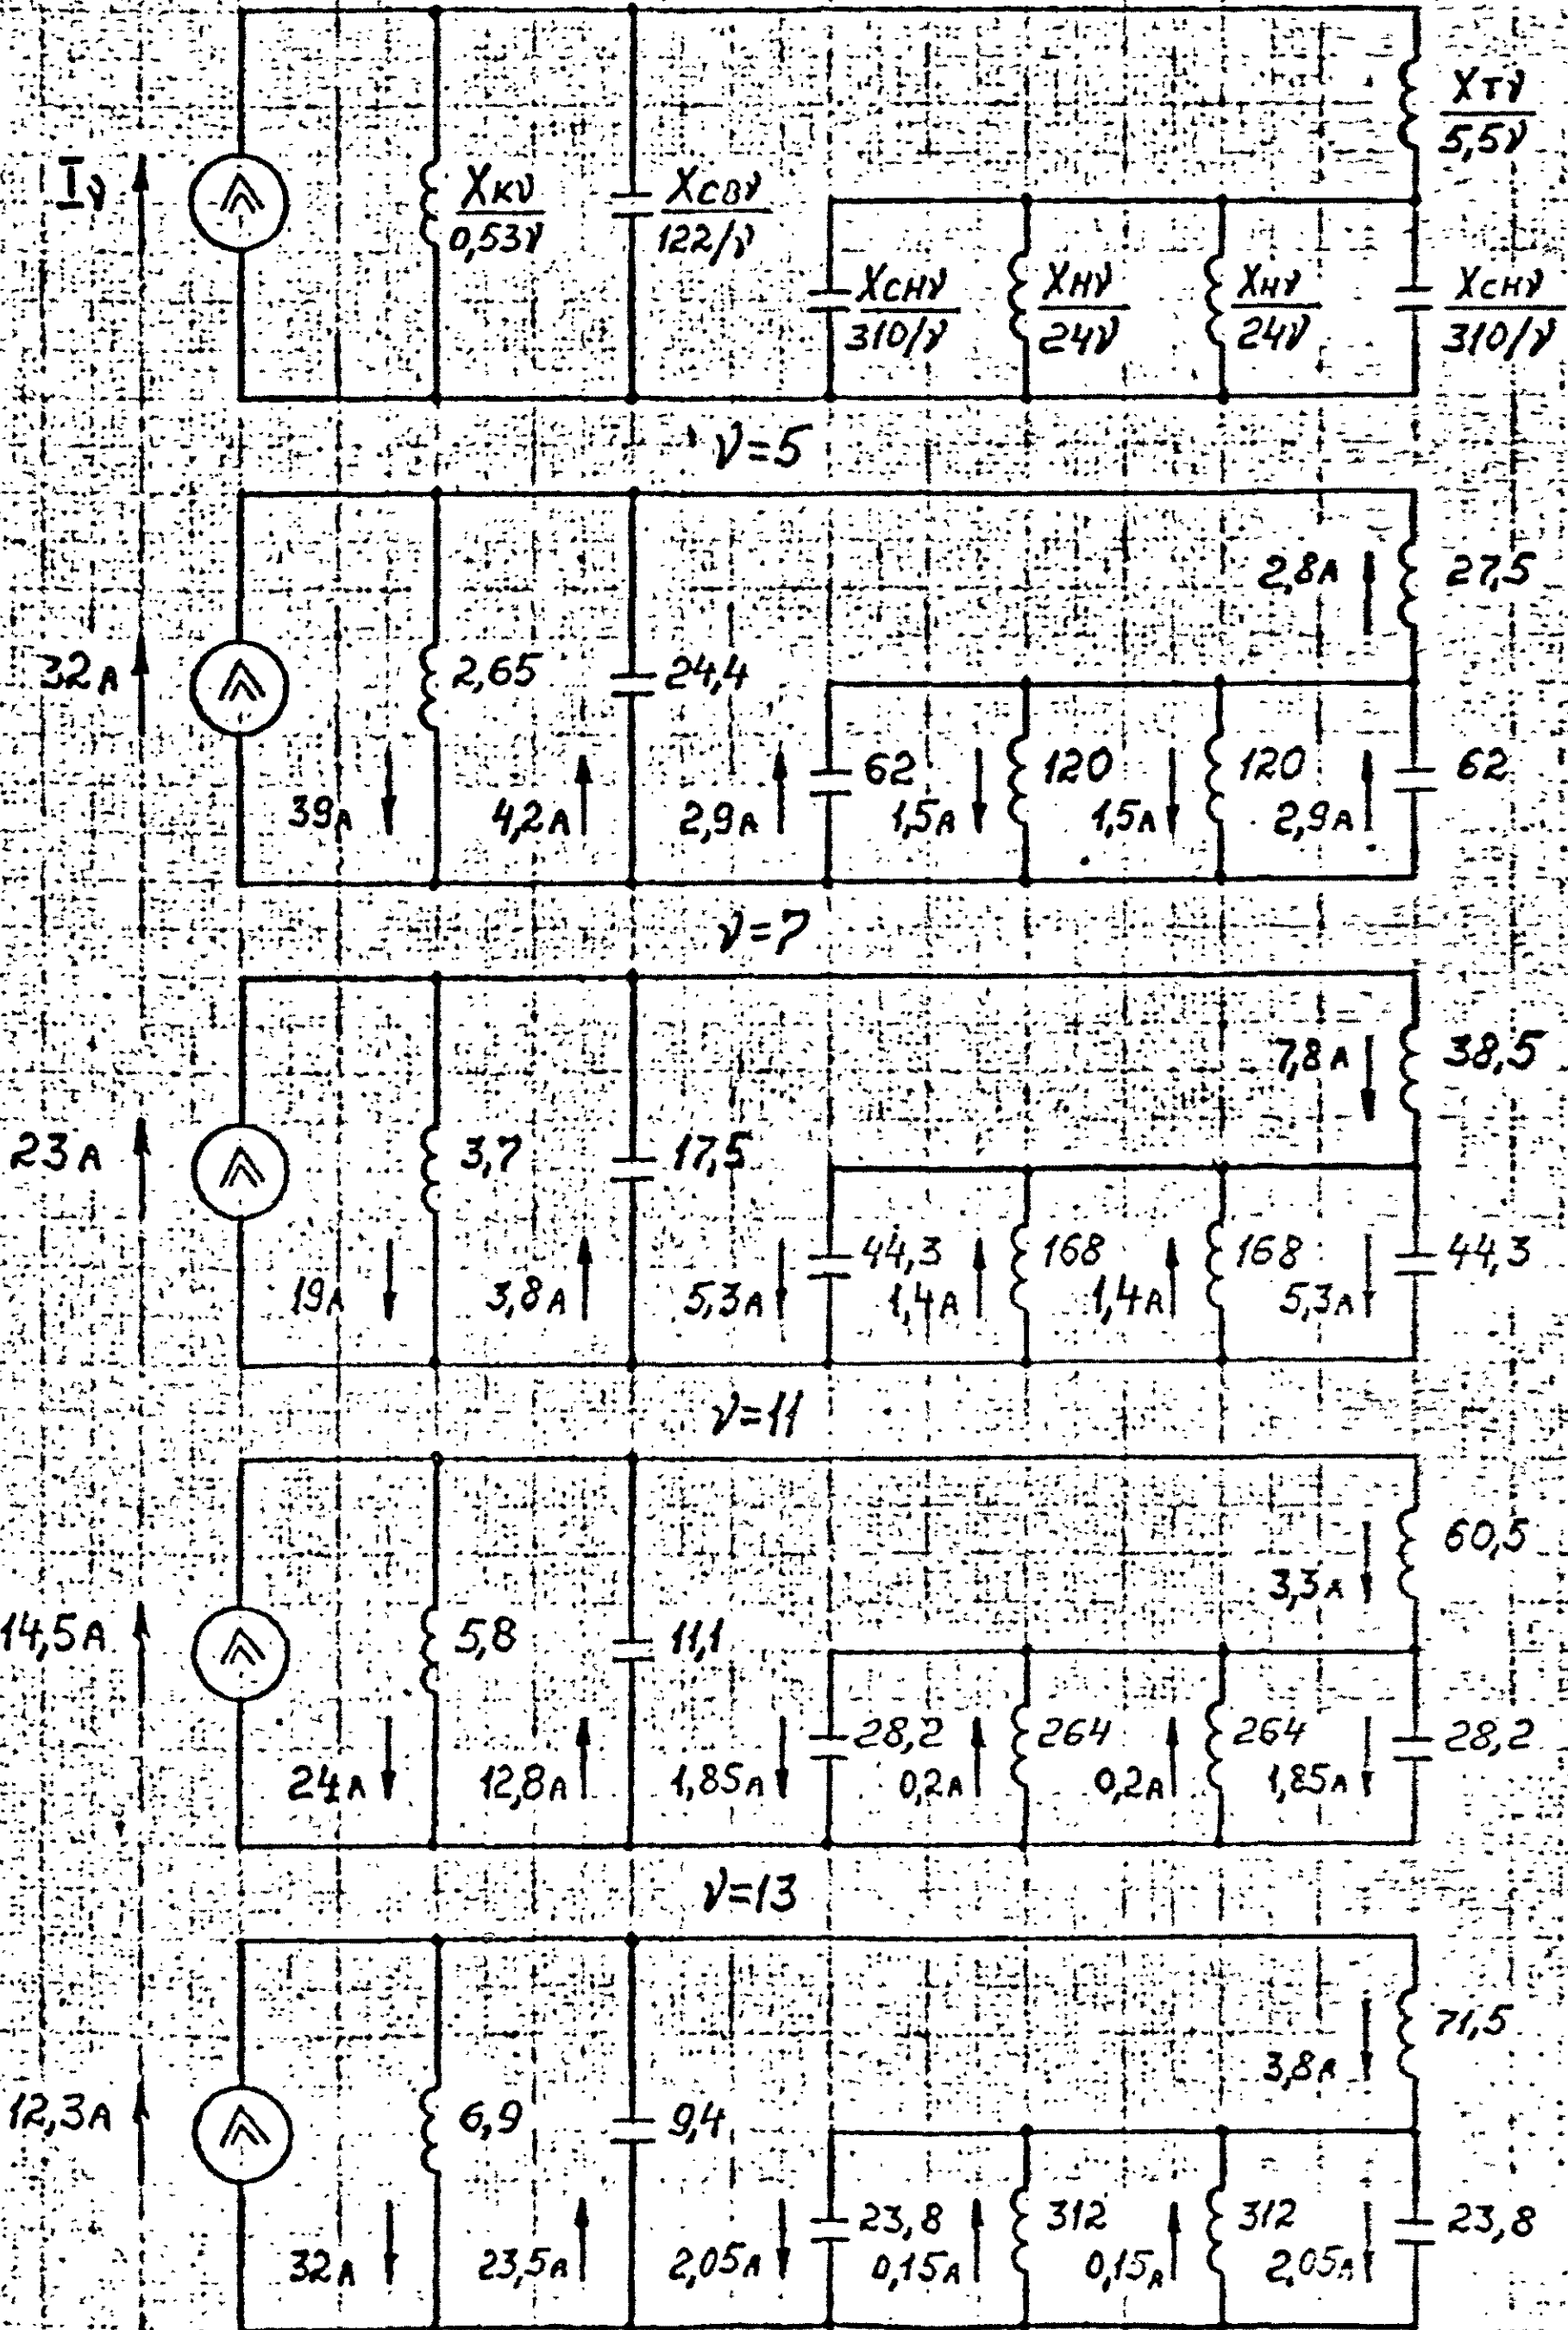 Iν
Xкν
0,53ν
Xсвν
122/ν
Xтν
5,5ν
Xснν
310/ν
Xнν
24ν
Xнν
24ν
Xснν
310/ν
ν=5
32А
39А
2,65
4,2А
24,4
2,8А
27,5
2,9А
62
1,5А
120
1,5А
120
2,9А
62
ν=7
23А
19А
3,7
3,8А
17,5
7,8А
38,5
5,3А
44,3
1,4А
168
1,4А
168
5,3А
44,3
ν=11
14,5А
24А
5,8
12,8А
11,1
3,3А
60,5
1,85А
28,2
0,2А
264
0,2А
264
1,85А
28,2
ν=13
12,3А
32А
6,9
23,5А
9,4
3,8А
71,5
2,05А
23,8
0,15А
312
0,15А
312
2,05А
23,8